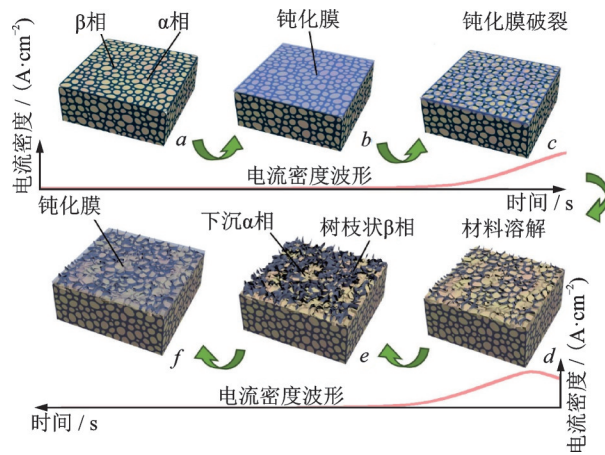 β相
α相
钝化膜
钝化膜破裂
电流密度 / (A·cm⁻²)
a
b
c
电流密度波形
时间 / s
钝化膜
下沉α相
树枝状β相
材料溶解
f
e
d
电流密度波形
时间 / s
电流密度 / (A·cm⁻²)